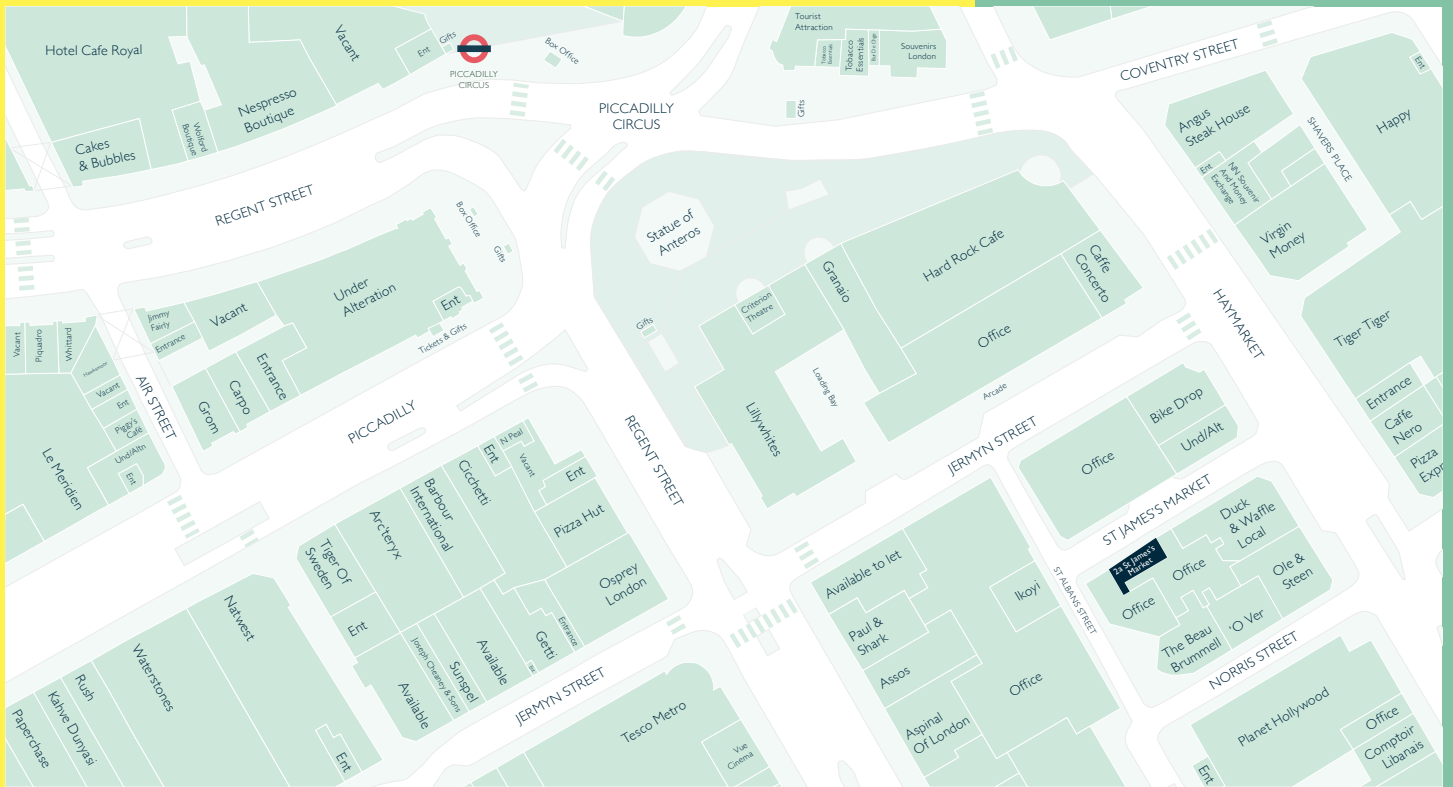 Hotel Cafe Royal
Vacant
Ent
Gifts
PICCADILLY
CIRCUS
Box Office
Tourist
Attraction
Tobacco
Essentials
Souvenirs
London
Gifts
COVENTRY STREET
Ent
Happy
Nespresso
Boutique
Wolford
Boutique
Cakes
& Bubbles
PICCADILLY
CIRCUS
Angus
Steak House
SHAVERS PLACE
Ent
NN Souvenir
And Money
Exchange
Virgin
Money
REGENT STREET
Box Office
Gifts
Statue of
Anteros
Hard Rock Cafe
Granaio
Caffe
Concerto
Criterion
Theatre
Gifts
Office
HAYMARKET
Tiger Tiger
Under
Alteration
Ent
Tickets & Gifts
Vacant
Jimmy
Fairly
Entrance
Vacant
Piquadro
Whittard
Vacant
Ent
Piggy's
Café
Und/Altn
Ent
AIR STREET
Le Meridien
Grom
Carpo
Entrance
PICCADILLY
Loading Bay
Lillywhites
Arcade
REGENT STREET
JERMYN STREET
Office
Bike Drop
Und/Alt
Entrance
Caffe
Nero
Pizza
Expr
N Peal
Vacant
Ent
Ent
Cicchetti
Barbour
International
Arc'teryx
Tiger Of
Sweden
Pizza Hut
Osprey
London
Ent
Joseph Cheaney & Sons
Sunspel
Available
Available
Getti
Entrance
ST JAMES'S MARKET
Duck
& Waffle
Local
2a St James's
Market
Office
Office
Ole &
Steen
'O Ver
The Beau
Brummell
ST ALBANS STREET
NORRIS STREET
Available to let
Paul &
Shark
Assos
Aspinal
Of London
Ikoyi
Office
Natwest
Waterstones
Rush
Kahve Dunyasi
Paperchase
Ent
JERMYN STREET
Tesco Metro
Vue
Cinema
Planet Hollywood
Office
Comptoir
Libanais
Ent